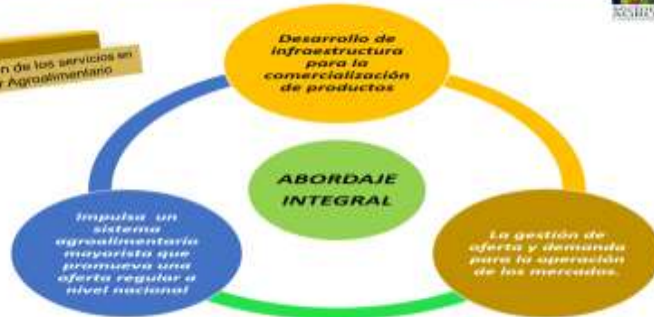 n de los servicios en
r Agroalimentario
Desarrollo de
infraestructura
para la
comercialización
de productos
ABORDAJE
INTEGRAL
Impulsa un
sistema
agroalimentario
mayorista que
promueva una
oferta regular a
nivel nacional
La gestión de
oferta y demanda
para la operación
de los mercados.